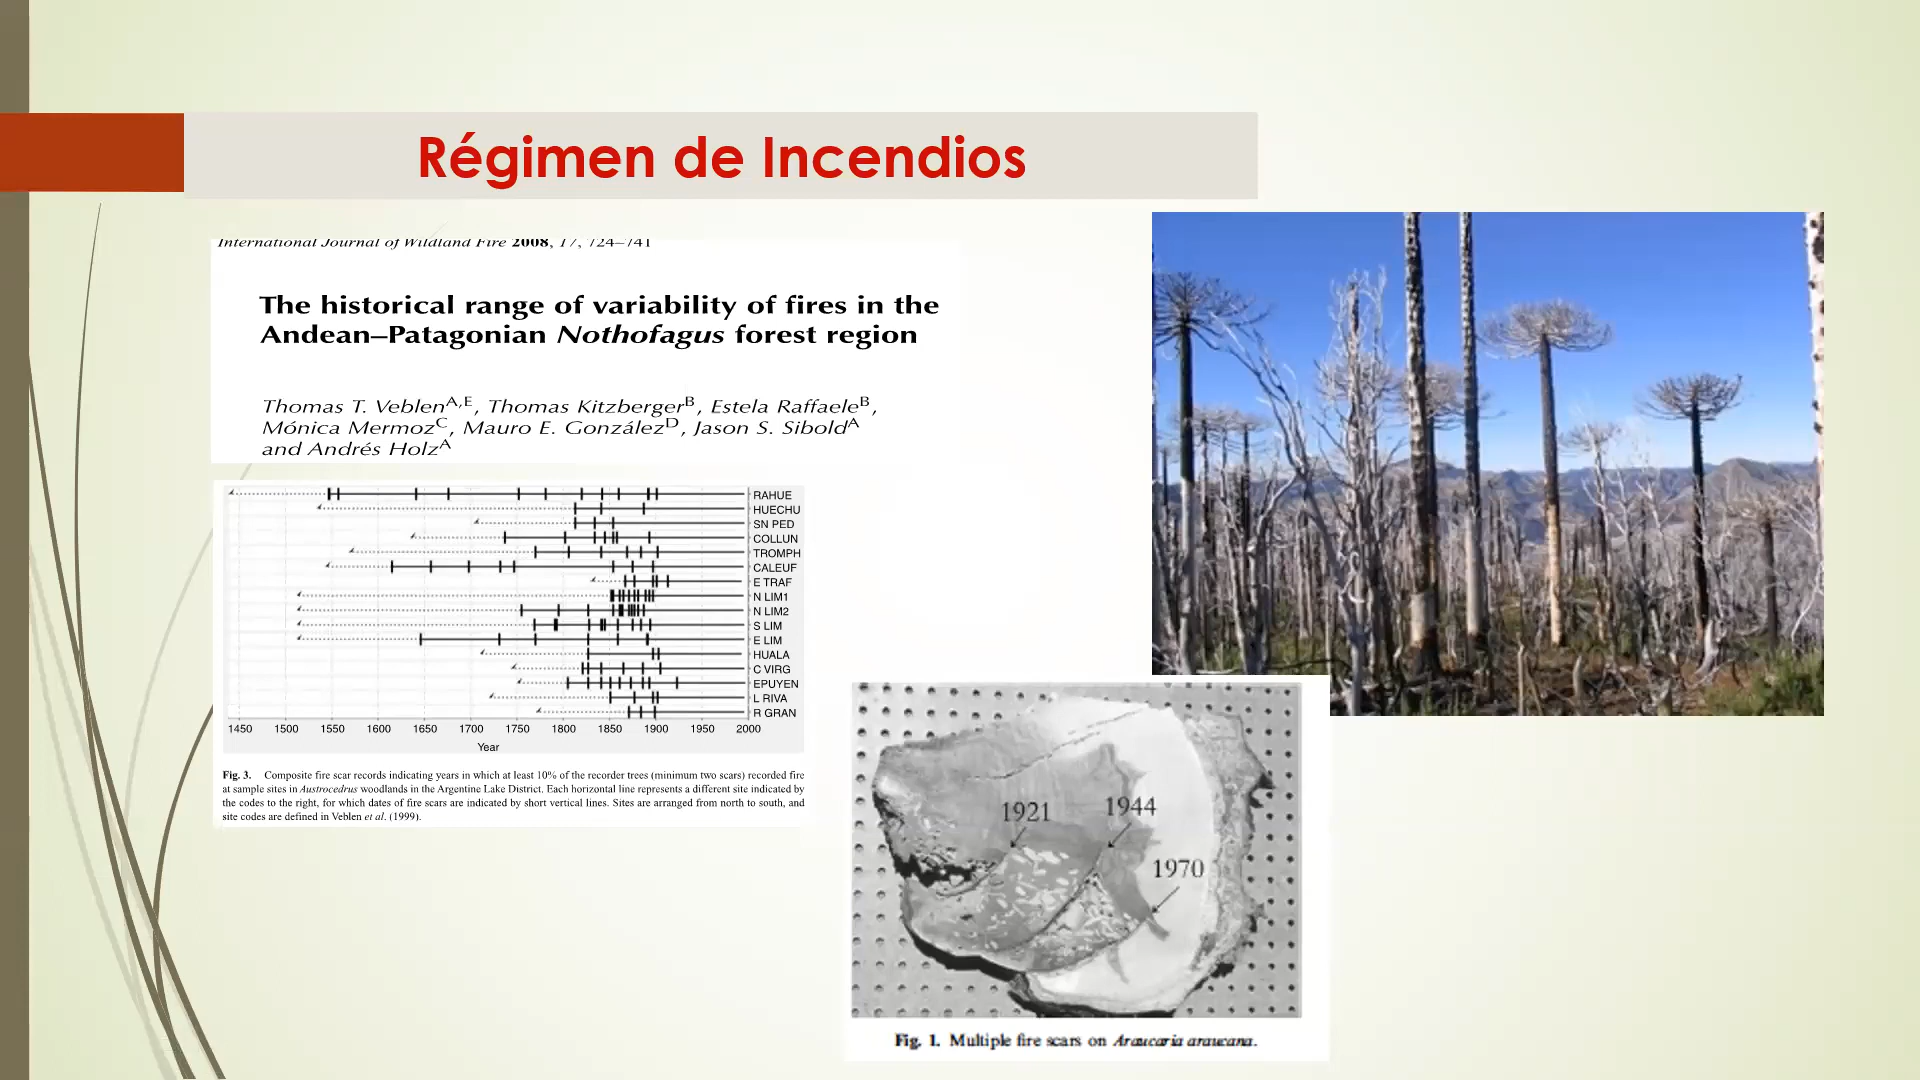 Régimen de Incendios
International Journal of Wildland Fire 2008, 17, 724–741
The historical range of variability of fires in the
Andean–Patagonian Nothofagus forest region
Thomas T. VeblenA,E, Thomas KitzbergerB, Estela RaffaeleB,
Mónica MermozC, Mauro E. GonzálezD, Jason S. SiboldA
and Andrés HolzA
RAHUE
HUECHU
SN PED
COLLUN
TROMPH
CALEUF
E TRAF
N LIM1
N LIM2
S LIM
E LIM
HUALA
C VIRG
EPUYEN
L RIVA
R GRAN
1450 1500 1550 1600 1650 1700 1750 1800 1850 1900 1950 2000
Year
Fig. 3. Composite fire scar records indicating years in which at least 10% of the recorder trees (minimum two scars) recorded fire
at sample sites in Austrocedrus woodlands in the Argentine Lake District. Each horizontal line represents a different site indicated by
the codes to the right, for which dates of fire scars are indicated by short vertical lines. Sites are arranged from north to south, and
site codes are defined in Veblen et al. (1999).
1921
1944
1970
Fig. 1. Multiple fire scars on Araucaria araucana.